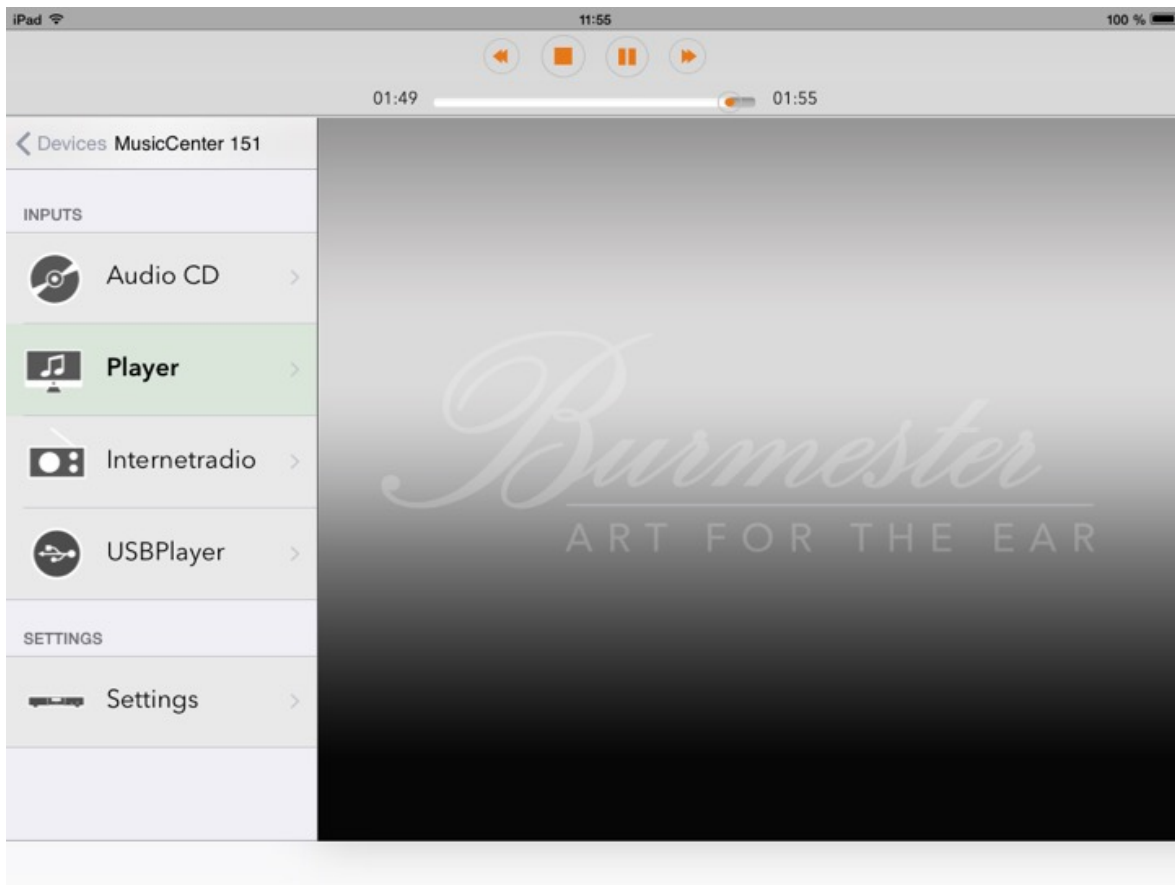 iPad 11:55 100 %
01:49 01:55
Devices MusicCenter 151
INPUTS
Audio CD
Player
Internetradio
USBPlayer
SETTINGS
Settings
Burmester
ART FOR THE EAR